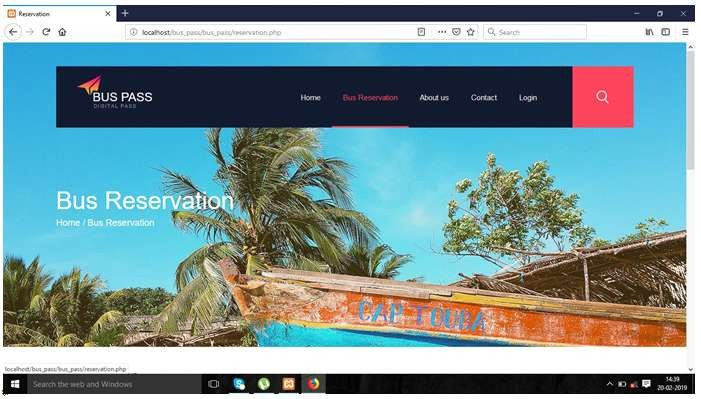 Reservation
localhost/bus_pass/bus_pass/reservation.php
Search
BUS PASS
DIGITAL PASS
Home Bus Reservation About us Contact Login
Bus Reservation
Home / Bus Reservation
CAP TOUBA
localhost/bus_pass/bus_pass/reservation.php
Search the web and Windows
14:39
20-02-2019